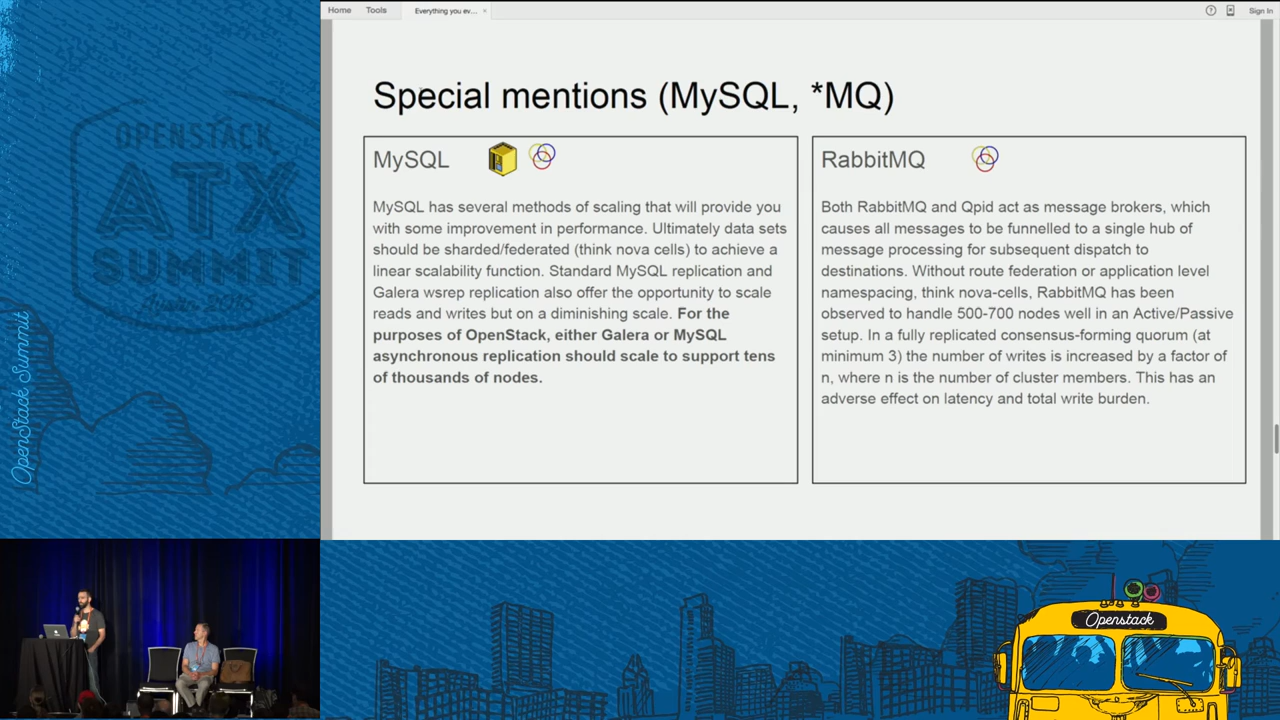 Home Tools Everything you ev... × Sign In
OPENSTACK
ATX
SUMMIT
Austin 2016
OpenStack Summit
Special mentions (MySQL, *MQ)
MySQL
MySQL has several methods of scaling that will provide you
with some improvement in performance. Ultimately data sets
should be sharded/federated (think nova cells) to achieve a
linear scalability function. Standard MySQL replication and
Galera wsrep replication also offer the opportunity to scale
reads and writes but on a diminishing scale. For the
purposes of OpenStack, either Galera or MySQL
asynchronous replication should scale to support tens
of thousands of nodes.
RabbitMQ
Both RabbitMQ and Qpid act as message brokers, which
causes all messages to be funnelled to a single hub of
message processing for subsequent dispatch to
destinations. Without route federation or application level
namespacing, think nova-cells, RabbitMQ has been
observed to handle 500-700 nodes well in an Active/Passive
setup. In a fully replicated consensus-forming quorum (at
minimum 3) the number of writes is increased by a factor of
n, where n is the number of cluster members. This has an
adverse effect on latency and total write burden.
Openstack